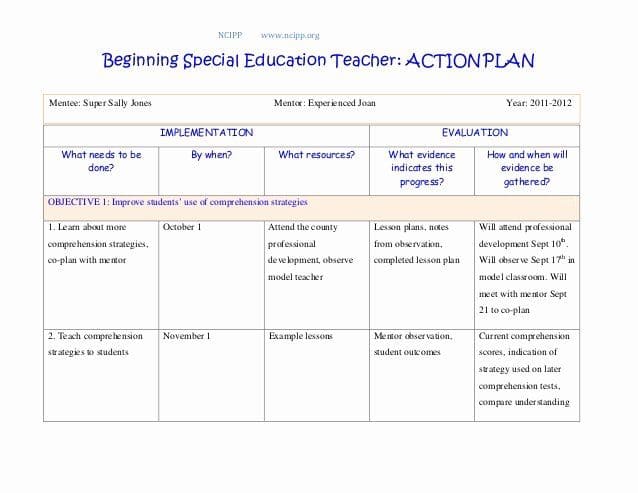 NCIPP www.ncipp.org
Beginning Special Education Teacher: ACTION PLAN
Mentee: Super Sally Jones Mentor: Experienced Joan Year: 2011-2012
IMPLEMENTATION EVALUATION
What needs to be
done?
By when?
What resources?
What evidence
indicates this
progress?
How and when will
evidence be
gathered?
OBJECTIVE 1: Improve students' use of comprehension strategies
1. Learn about more
comprehension strategies,
co-plan with mentor
October 1
Attend the county
professional
development, observe
model teacher
Lesson plans, notes
from observation,
completed lesson plan
Will attend professional
development Sept 10th.
Will observe Sept 17th in
model classroom. Will
meet with mentor Sept
21 to co-plan
2. Teach comprehension
strategies to students
November 1
Example lessons
Mentor observation,
student outcomes
Current comprehension
scores, indication of
strategy used on later
comprehension tests,
compare understanding